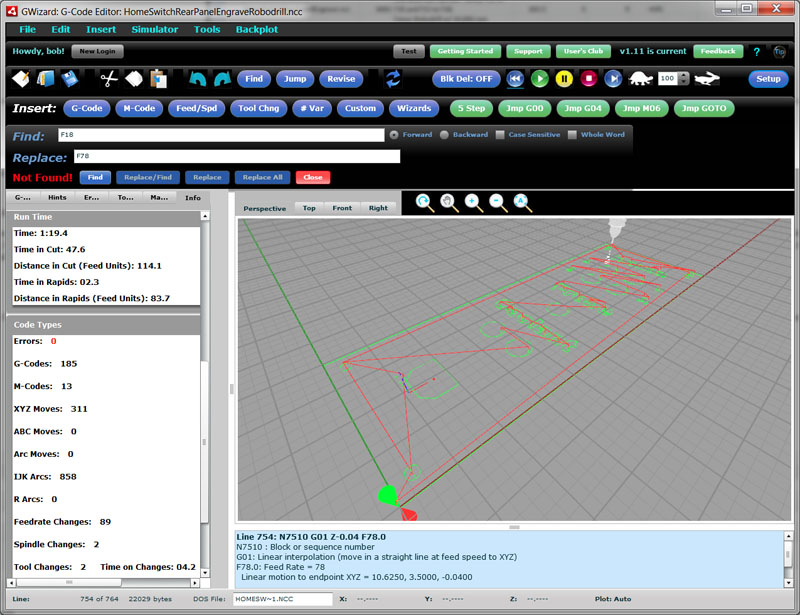 GWizard: G-Code Editor: HomeSwitchRearPanelEngraveRobodrill.ncc
File Edit Insert Simulator Tools Backplot
Howdy, bob! New Login Test Getting Started Support User's Club v1.11 is current Feedback ? Tip
Find Jump Revise Blk Del: OFF 100 Setup
Insert: G-Code M-Code Feed/Spd Tool Chng # Var Custom Wizards 5 Step Jmp G00 Jmp G04 Jmp M06 Jmp GOTO
Find: F18 Forward Backward Case Sensitive Whole Word
Replace: F78
Not Found! Find Replace/Find Replace Replace All Close
G-... Hints Er... To... Ma... Info
Perspective Top Front Right
Run Time
Time: 1:19.4
Time in Cut: 47.6
Distance in Cut (Feed Units): 114.1
Time in Rapids: 02.3
Distance in Rapids (Feed Units): 83.7
Code Types
Errors: 0
G-Codes: 185
M-Codes: 13
XYZ Moves: 311
ABC Moves: 0
Arc Moves: 0
IJK Arcs: 858
R Arcs: 0
Feedrate Changes: 89
Spindle Changes: 2
Tool Changes: 2 Time on Changes: 04.2
Line 754: N7510 G01 Z-0.04 F78.0
N7510 : Block or sequence number
G01: Linear interpolation (move in a straight line at feed speed to XYZ)
F78.0: Feed Rate = 78
Linear motion to endpoint XYZ = 10.6250, 3.5000, -0.0400
Line: 754 of 764 22029 bytes DOS File: HOMESW~1.NCC X: --.---- Y: --.---- Z: --.---- Plot: Auto